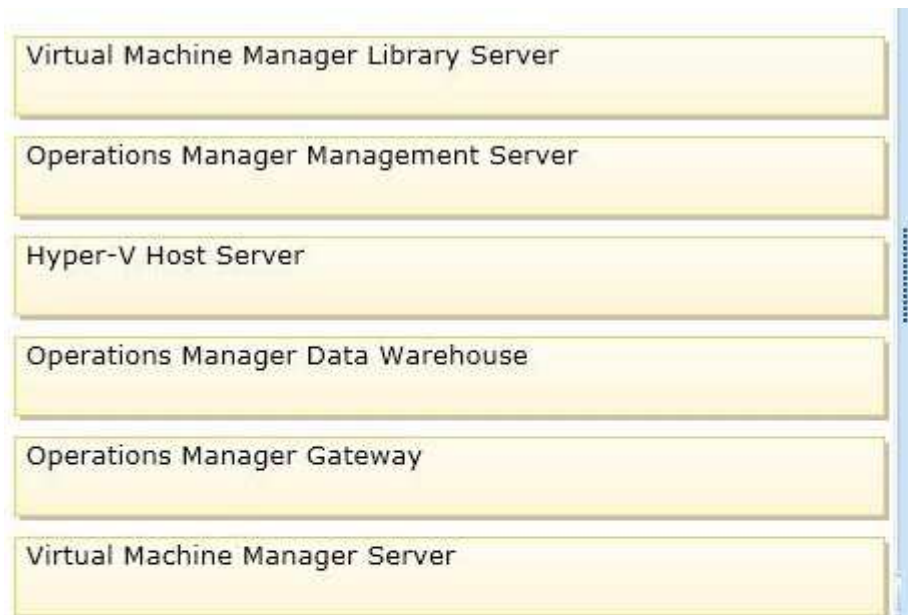 Virtual Machine Manager Library Server
Operations Manager Management Server
Hyper-V Host Server
Operations Manager Data Warehouse
Operations Manager Gateway
Virtual Machine Manager Server